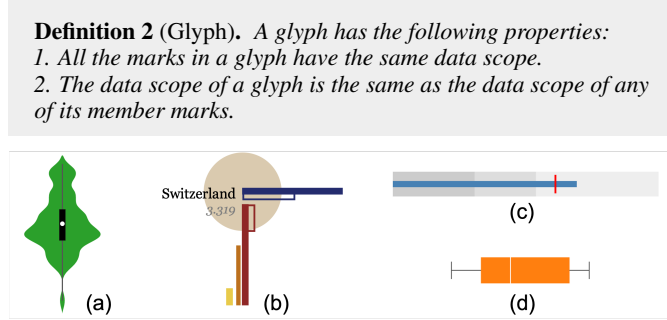 Definition 2 (Glyph). A glyph has the following properties:
1. All the marks in a glyph have the same data scope.
2. The data scope of a glyph is the same as the data scope of any
of its member marks.
Switzerland
3.319
(a)
(b)
(c)
(d)